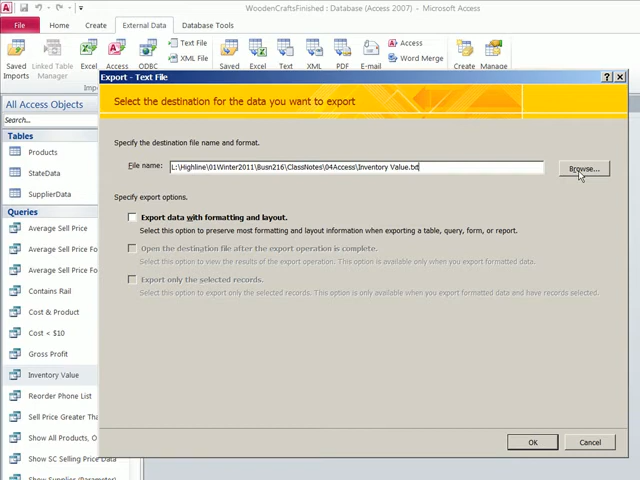 WoodenCraftsFinished : Database (Access 2007) - Microsoft Access
File Home Create External Data Database Tools
Saved Imports
Linked Table Manager
Excel
Access
ODBC
Text File
XML File
Saved
Excel
Text
XML
PDF
E-mail
Access
Word Merge
Create
Manage
Export - Text File
Select the destination for the data you want to export
All Access Objects
Search...
Tables
Products
StateData
SupplierData
Queries
Average Sell Price
Average Sell Price Fo
Average Sell Price Fo
Contains Rail
Cost & Product
Cost < $10
Gross Profit
Inventory Value
Reorder Phone List
Sell Price Greater Tha
Show All Products, O
Show SC Selling Price Data
Show Supplier (Parameter)
Specify the destination file name and format.
File name: L:\Highline\01Winter2011\Busn216\ClassNotes\04Access\Inventory Value.txt Browse...
Specify export options.
Export data with formatting and layout.
Select this option to preserve most formatting and layout information when exporting a table, query, form, or report.
Open the destination file after the export operation is complete.
Select this option to view the results of the export operation. This option is available only when you export formatted data.
Export only the selected records.
Select this option to export only the selected records. This option is only available when you export formatted data and have records selected.
OK Cancel